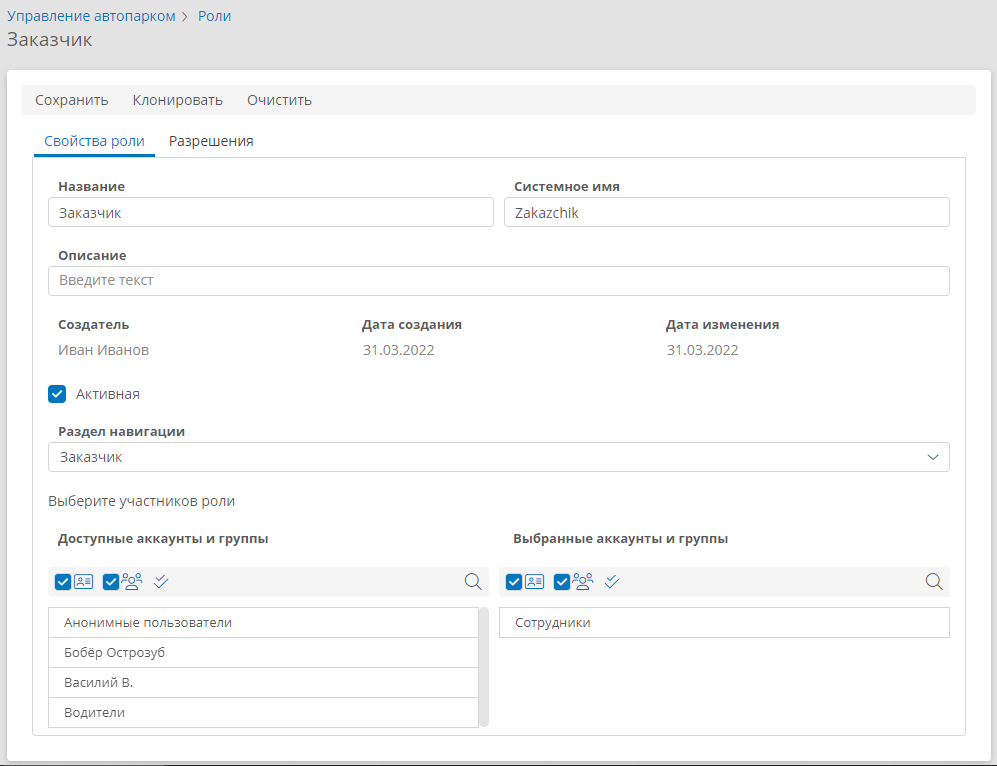 Управление автопарком > Роли
Заказчик
Сохранить Клонировать Очистить
Свойства роли Разрешения
Название Системное имя
Заказчик Zakazchik
Описание
Введите текст
Создатель Дата создания Дата изменения
Иван Иванов 31.03.2022 31.03.2022
Активная
Раздел навигации
Заказчик
Выберите участников роли
Доступные аккаунты и группы Выбранные аккаунты и группы
Анонимные пользователи Сотрудники
Бобёр Острозуб
Василий В.
Водители